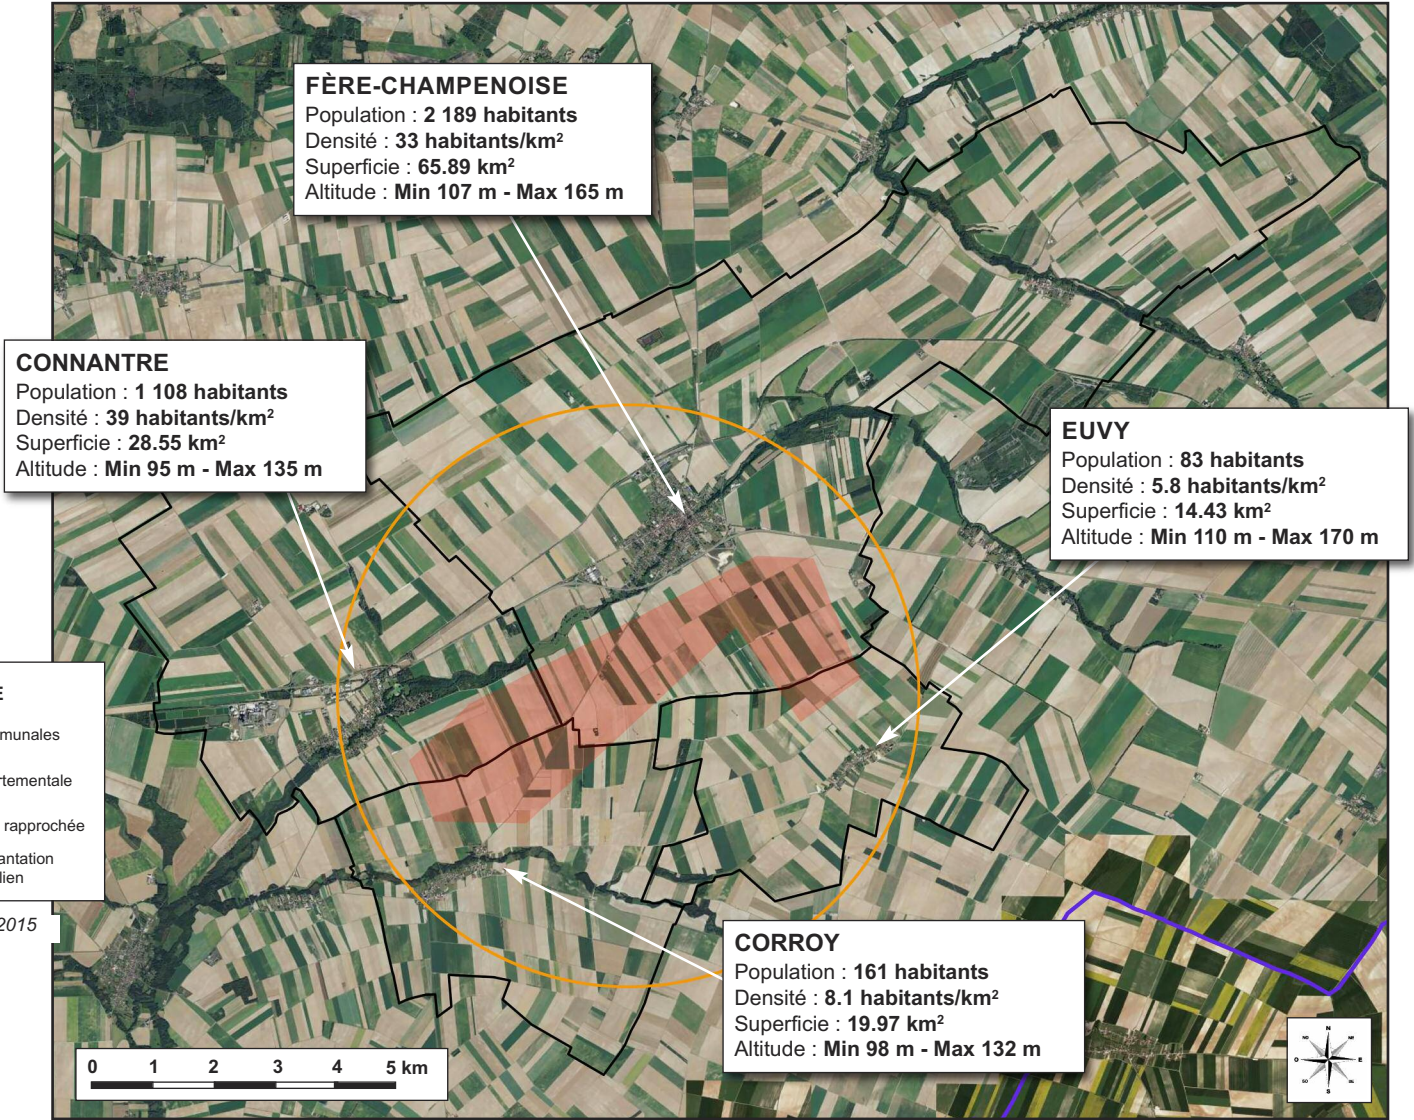 FÈRE-CHAMPENOISE
Population : 2 189 habitants
Densité : 33 habitants/km²
Superficie : 65.89 km²
Altitude : Min 107 m - Max 165 m
CONNANTRE
Population : 1 108 habitants
Densité : 39 habitants/km²
Superficie : 28.55 km²
Altitude : Min 95 m - Max 135 m
EUVY
Population : 83 habitants
Densité : 5.8 habitants/km²
Superficie : 14.43 km²
Altitude : Min 110 m - Max 170 m
E
munales
rtementale
rapprochée
antation
lien
2015
CORROY
Population : 161 habitants
Densité : 8.1 habitants/km²
Superficie : 19.97 km²
Altitude : Min 98 m - Max 132 m
0 1 2 3 4 5 km
N
NO NE
O E
SO SE
S